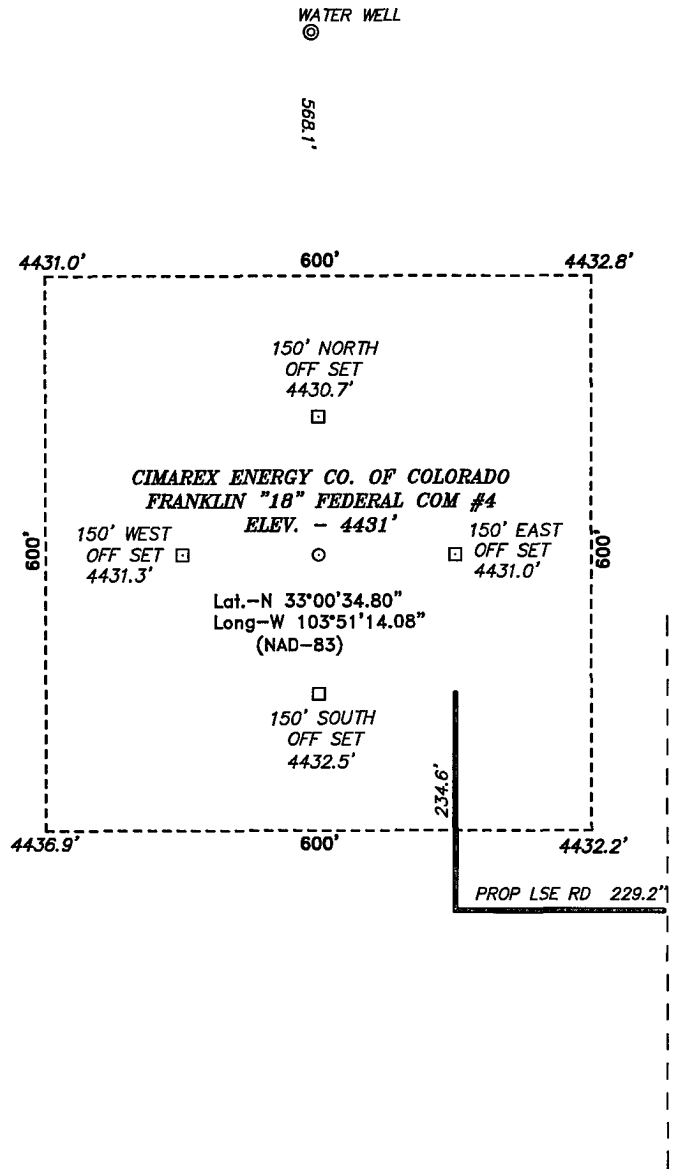 WATER WELL
568.1'
4431.0'
600'
4432.8'
150' NORTH
OFF SET
4430.7'
CIMAREX ENERGY CO. OF COLORADO
FRANKLIN "18" FEDERAL COM #4
ELEV. - 4431'
600'
150' WEST
OFF SET
4431.3'
150' EAST
OFF SET
4431.0'
600'
Lat.-N 33°00'34.80"
Long-W 103°51'14.08"
(NAD-83)
150' SOUTH
OFF SET
4432.5'
234.6'
4436.9'
600'
4432.2'
PROP LSE RD 229.2'